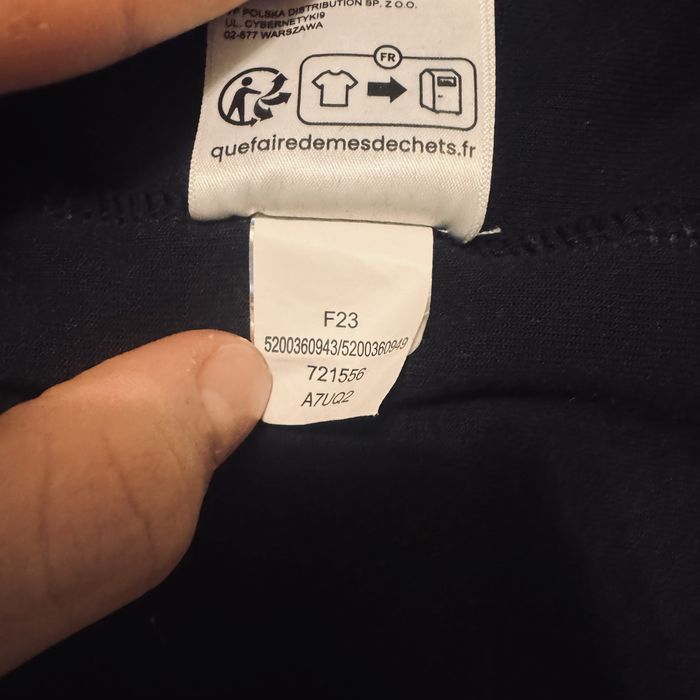 POLSKA DISTRIBUTION SP. Z O.O.
UL. CYBERNETYKI9
02-677 WARSZAWA
FR
quefairedemesdechets.fr
F23
5200360943/5200360949
721556
A7UQ2